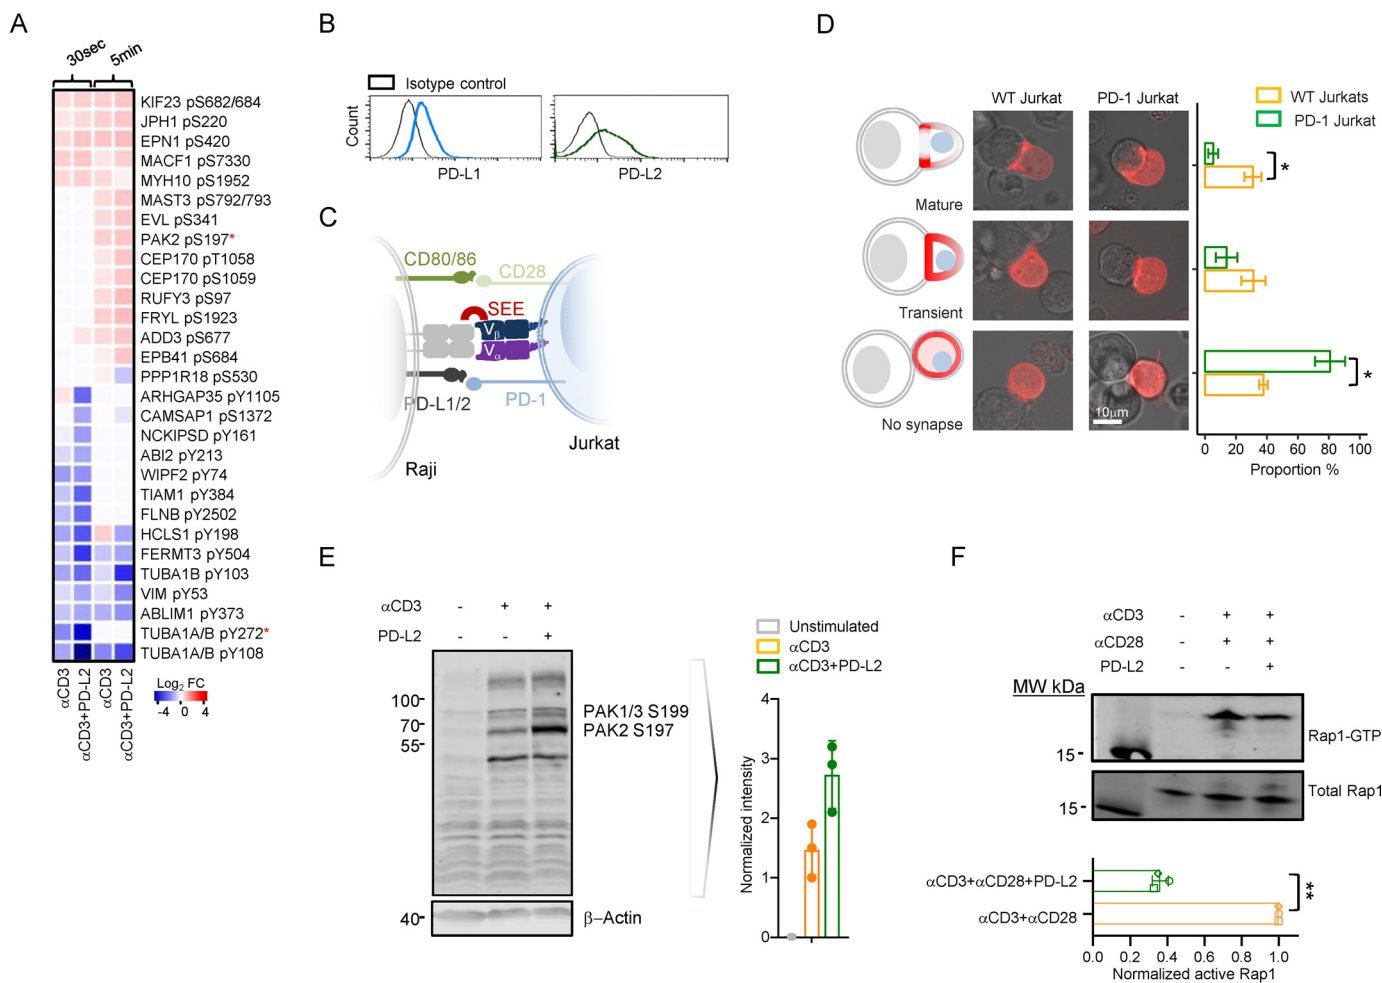 A
30sec
5min
KIF23 pS682/684
JPH1 pS220
EPN1 pS420
MACF1 pS7330
MYH10 pS1952
MAST3 pS792/793
EVL pS341
PAK2 pS197*
CEP170 pT1058
CEP170 pS1059
RUFY3 pS97
FRYL pS1923
ADD3 pS677
EPB41 pS684
PPP1R18 pS530
ARHGAP35 pY1105
CAMSAP1 pS1372
NCKIPSD pY161
ABI2 pY213
WIPF2 pY74
TIAM1 pY384
FLNB pY2502
HCLS1 pY198
FERMT3 pY504
TUBA1B pY103
VIM pY53
ABLIM1 pY373
TUBA1A/B pY272*
TUBA1A/B pY108
αCD3
αCD3+PD-L2
αCD3
αCD3+PD-L2
Log2 FC
-4 0 4
B
Isotype control
Count
PD-L1
PD-L2
C
CD80/86
CD28
SEE
Vβ
Vα
PD-L1/2
PD-1
Jurkat
Raji
D
WT Jurkat
PD-1 Jurkat
WT Jurkats
PD-1 Jurkat
Mature
*
Transient
No synapse
10μm
*
0 20 40 60 80 100
Proportion %
E
αCD3 - + +
PD-L2 - - +
100-
70-
55-
PAK1/3 S199
PAK2 S197
40-
β–Actin
Unstimulated
αCD3
αCD3+PD-L2
Normalized intensity
4
3
2
1
0
F
αCD3 - + +
αCD28 - + +
PD-L2 - - +
MW kDa
15-
Rap1-GTP
15-
Total Rap1
αCD3+αCD28+PD-L2
αCD3+αCD28
**
0.0 0.2 0.4 0.6 0.8 1.0
Normalized active Rap1